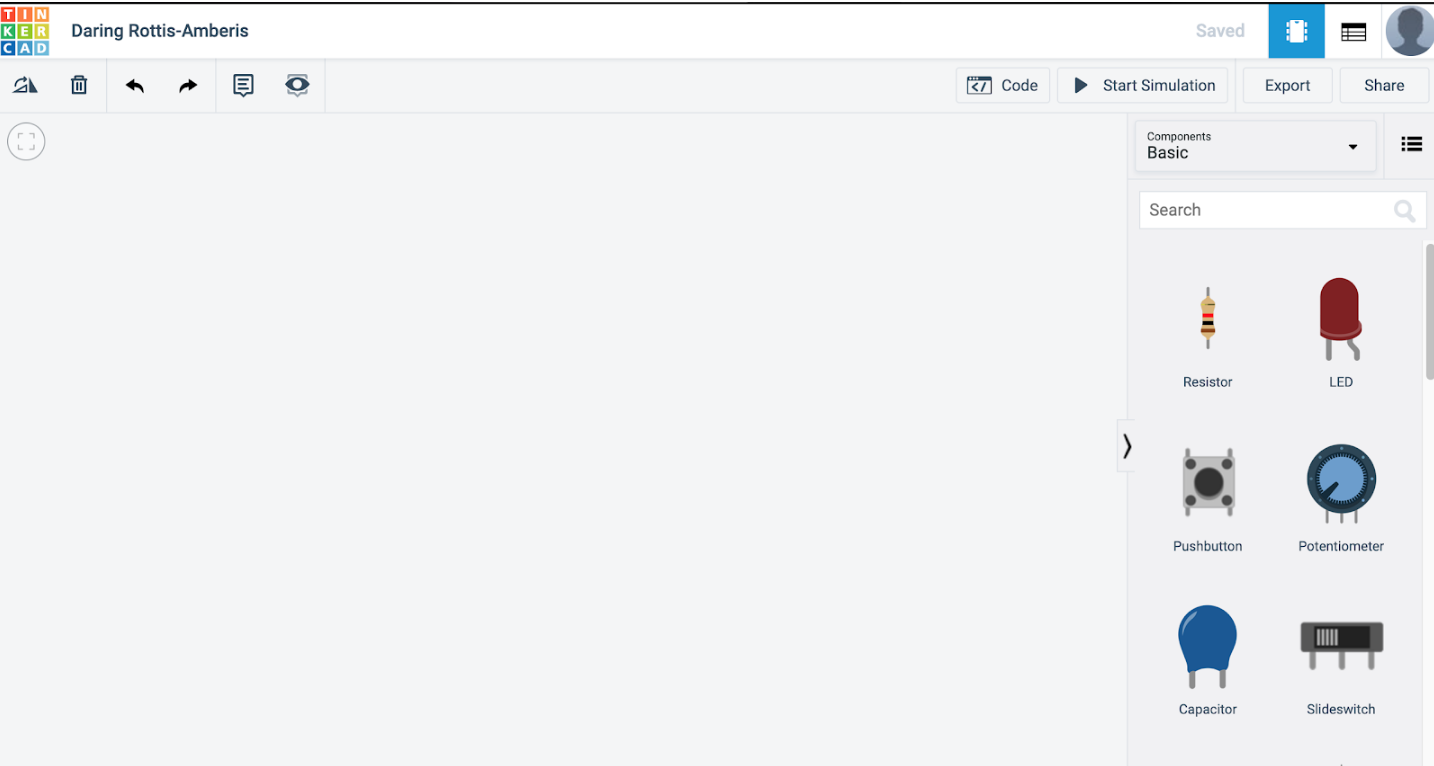 TIN
KER
CAD
Daring Rottis-Amberis
Saved
Code
Start Simulation
Export
Share
Components
Basic
Search
Resistor
LED
Pushbutton
Potentiometer
Capacitor
Slideswitch